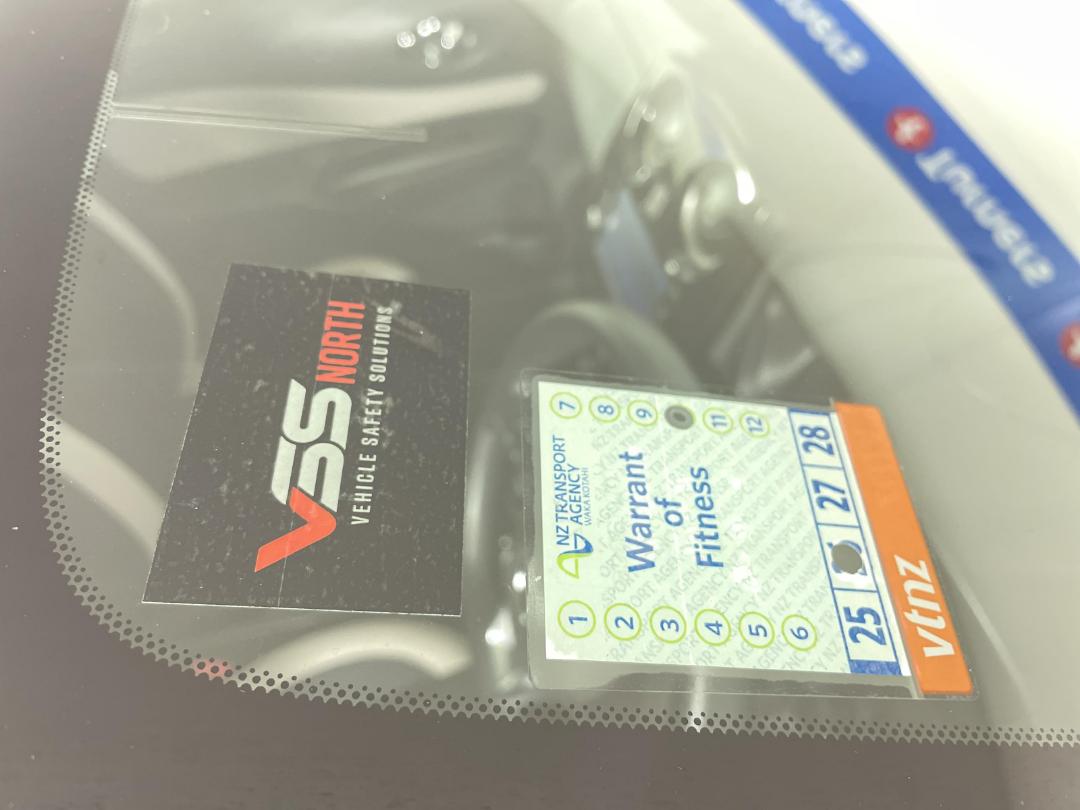 VSS NORTH
VEHICLE SAFETY SOLUTIONS
NZ TRANSPORT
AGENCY
WAKA KOTAHI
Warrant
of
Fitness
1 7
2 8
3 9
4
5 11
6 12
25 27 28
vtnz